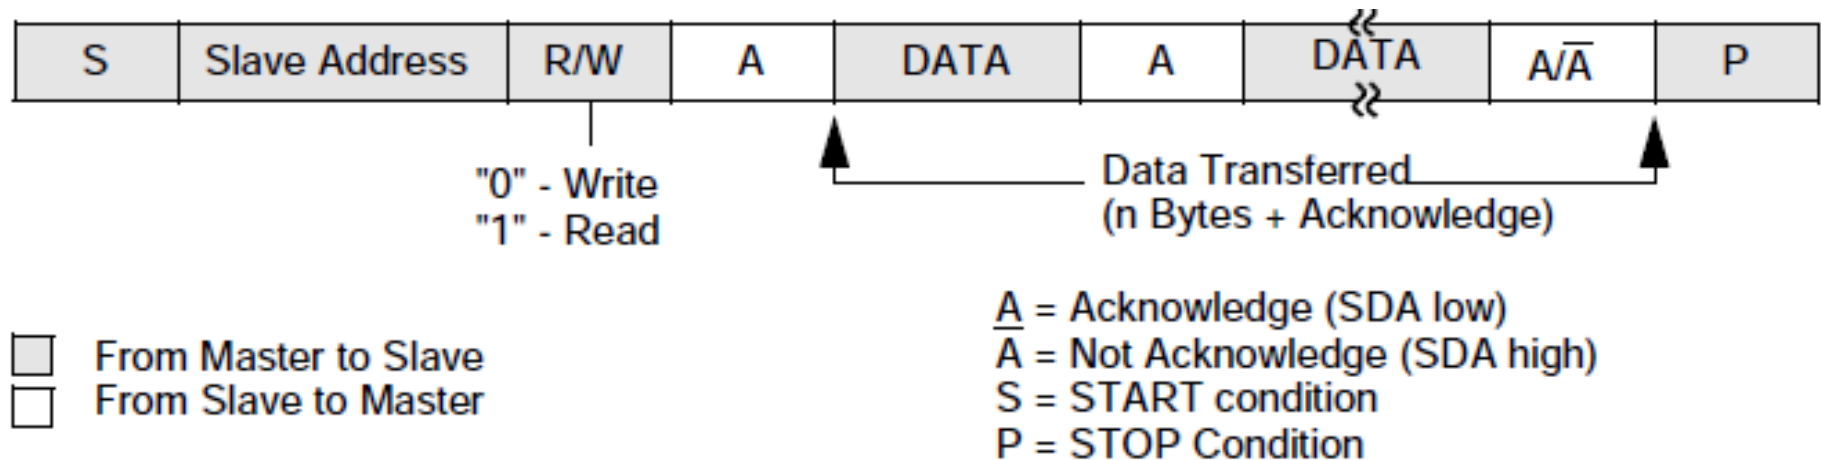 S Slave Address R/W A DATA A DATA A/A̅ P
"0" - Write
"1" - Read
Data Transferred
(n Bytes + Acknowledge)
From Master to Slave
From Slave to Master
A = Acknowledge (SDA low)
A̅ = Not Acknowledge (SDA high)
S = START condition
P = STOP Condition